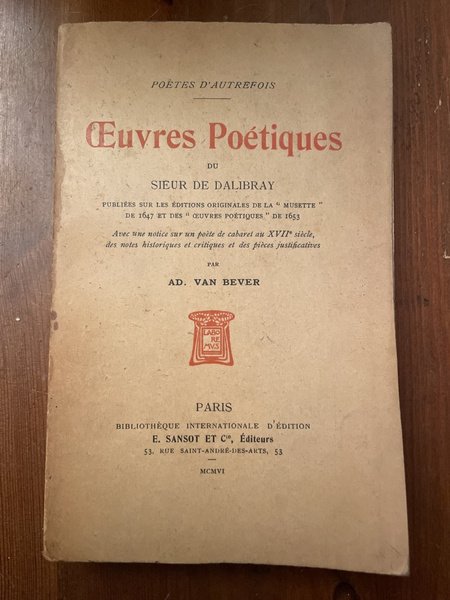 POÈTES D'AUTREFOIS
Œuvres Poétiques
DU
SIEUR DE DALIBRAY
PUBLIÉES SUR LES ÉDITIONS ORIGINALES DE LA " MUSETTE "
DE 1647 ET DES " ŒUVRES POÉTIQUES " DE 1653
Avec une notice sur un poète de cabaret au XVIIe siècle,
des notes historiques et critiques et des pièces justificatives
PAR
AD. VAN BEVER
LABO
RE
MVS
PARIS
BIBLIOTHÈQUE INTERNATIONALE D'ÉDITION
E. SANSOT ET Cie, Éditeurs
53, RUE SAINT-ANDRÉ-DES-ARTS, 53
MCMVI